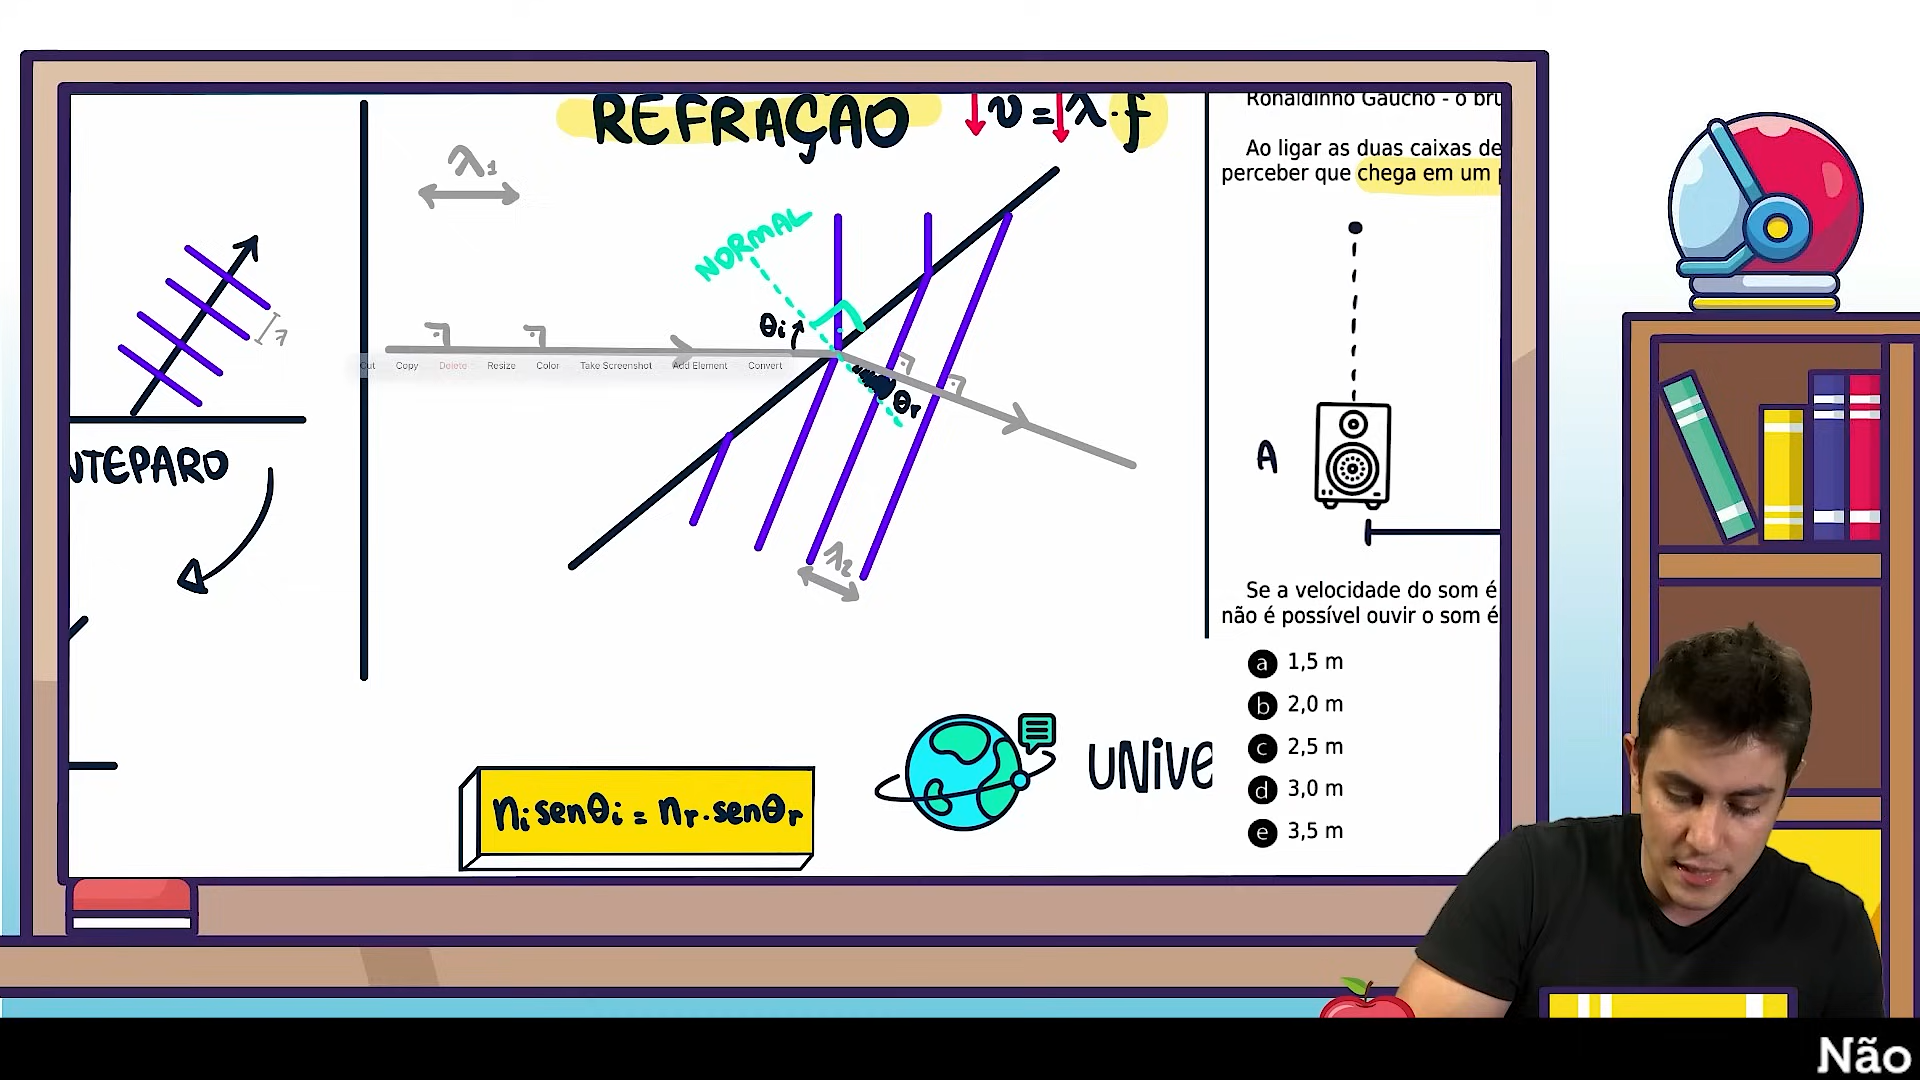 REFRAÇÃO
v = λ · f
λ1
NORMAL
θi
Cut Copy Delete Resize Color Take Screenshot Add Element Convert
θr
λ2
λ
NTEPARO
ni senθi = nr . senθr
UNIVE
Ronaldinho Gaúcho - o bru
Ao ligar as duas caixas de
perceber que chega em um p
A
Se a velocidade do som é
não é possível ouvir o som é
a 1,5 m
b 2,0 m
c 2,5 m
d 3,0 m
e 3,5 m
Não